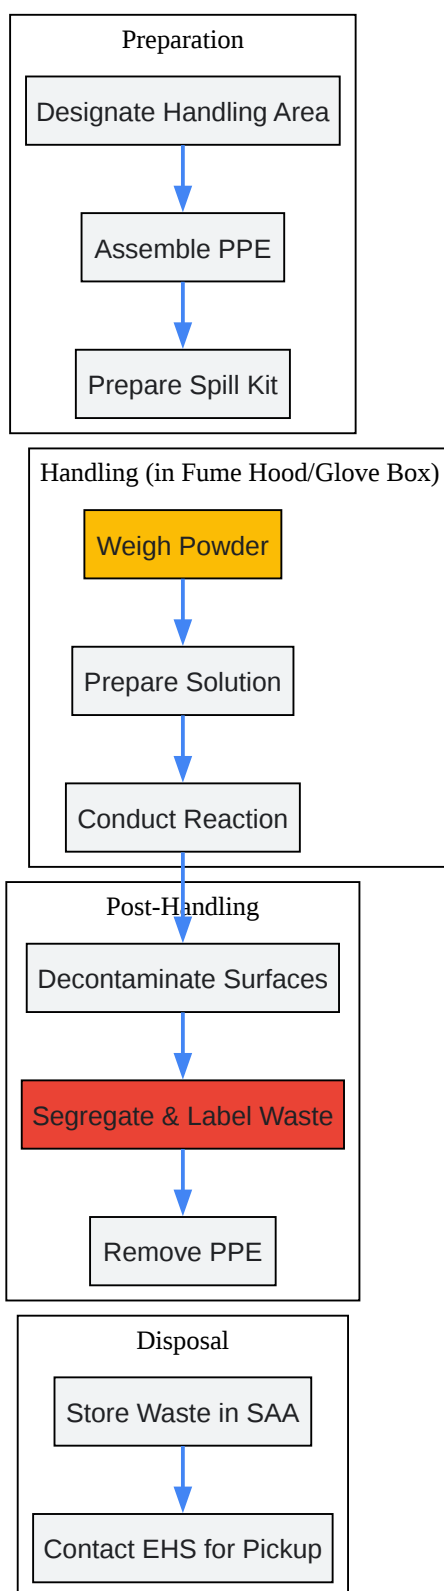 Preparation
Designate Handling Area
Assemble PPE
Prepare Spill Kit
Handling (in Fume Hood/Glove Box)
Weigh Powder
Prepare Solution
Conduct Reaction
Post-Handling
Decontaminate Surfaces
Segregate & Label Waste
Remove PPE
Disposal
Store Waste in SAA
Contact EHS for Pickup